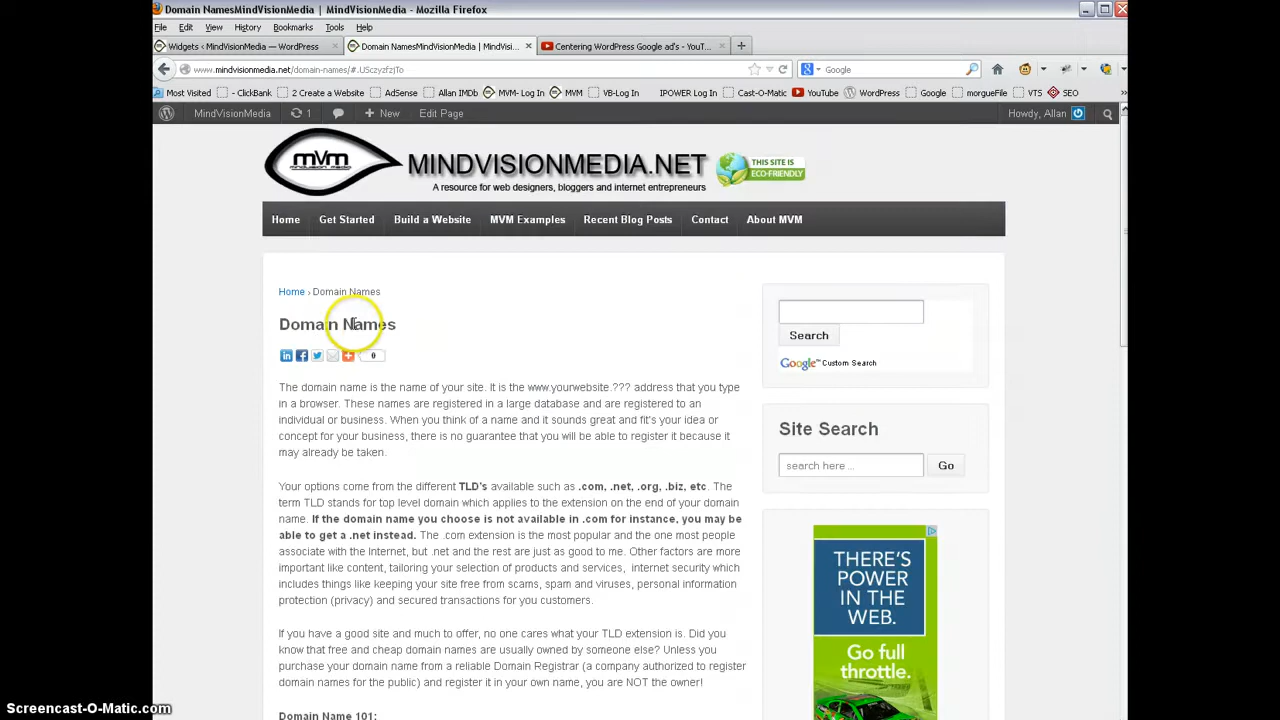 Domain NamesMindVisionMedia | MindVisionMedia - Mozilla Firefox
File Edit View History Bookmarks Tools Help
Widgets ‹ MindVisionMedia — WordPress × Domain NamesMindVisionMedia | MindVisi... × Centering WordPress Google ad's - YouT... × +
www.mindvisionmedia.net/domain-names/#.USczyzfzjTo Google
Most Visited - ClickBank 2 Create a Website AdSense Allan IMDb MVM- Log In MVM VB-Log In IPOWER Log In Cast-O-Matic YouTube WordPress Google morgueFile VTS SEO »
MindVisionMedia 1 + New Edit Page Howdy, Allan
mvm
mindvision media
MINDVISIONMEDIA.NET
A resource for web designers, bloggers and internet entrepreneurs
THIS SITE IS
ECO-FRIENDLY
Home Get Started Build a Website MVM Examples Recent Blog Posts Contact About MVM
Home › Domain Names
Domain Names
0
The domain name is the name of your site. It is the www.yourwebsite.??? address that you type
in a browser. These names are registered in a large database and are registered to an
individual or business. When you think of a name and it sounds great and fit's your idea or
concept for your business, there is no guarantee that you will be able to register it because it
may already be taken.
Your options come from the different TLD's available such as .com, .net, .org, .biz, etc. The
term TLD stands for top level domain which applies to the extension on the end of your domain
name. If the domain name you choose is not available in .com for instance, you may be
able to get a .net instead. The .com extension is the most popular and the one most people
associate with the Internet, but .net and the rest are just as good to me. Other factors are more
important like content, tailoring your selection of products and services, internet security which
includes things like keeping your site free from scams, spam and viruses, personal information
protection (privacy) and secured transactions for you customers.
If you have a good site and much to offer, no one cares what your TLD extension is. Did you
know that free and cheap domain names are usually owned by someone else? Unless you
purchase your domain name from a reliable Domain Registrar (a company authorized to register
domain names for the public) and register it in your own name, you are NOT the owner!
Domain Name 101:
Search
Google™ Custom Search
Site Search
search here ... Go
THERE'S
POWER
IN THE
WEB.
Go full
throttle.
Screencast-O-Matic.com